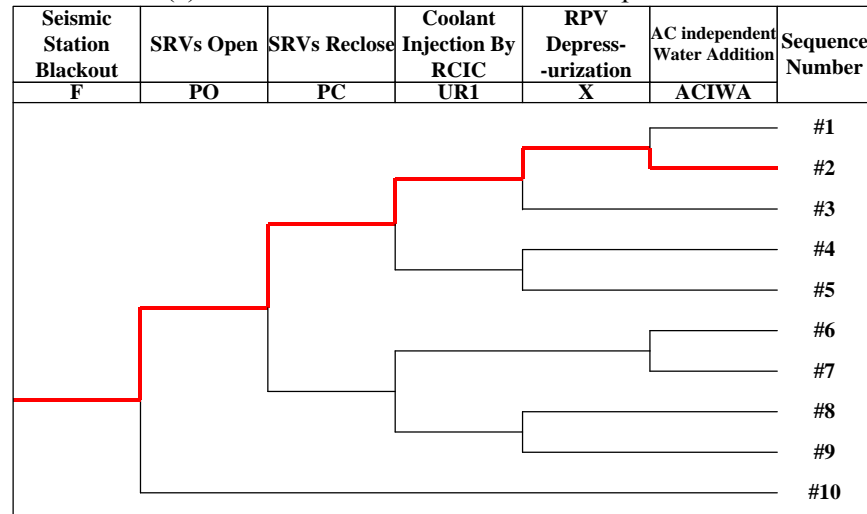 Seismic Station Blackout
SRVs Open
SRVs Reclose
Coolant Injection By RCIC
RPV Depress- -urization
AC independent Water Addition
Sequence Number
F
PO
PC
UR1
X
ACIWA
#1
#2
#3
#4
#5
#6
#7
#8
#9
#10